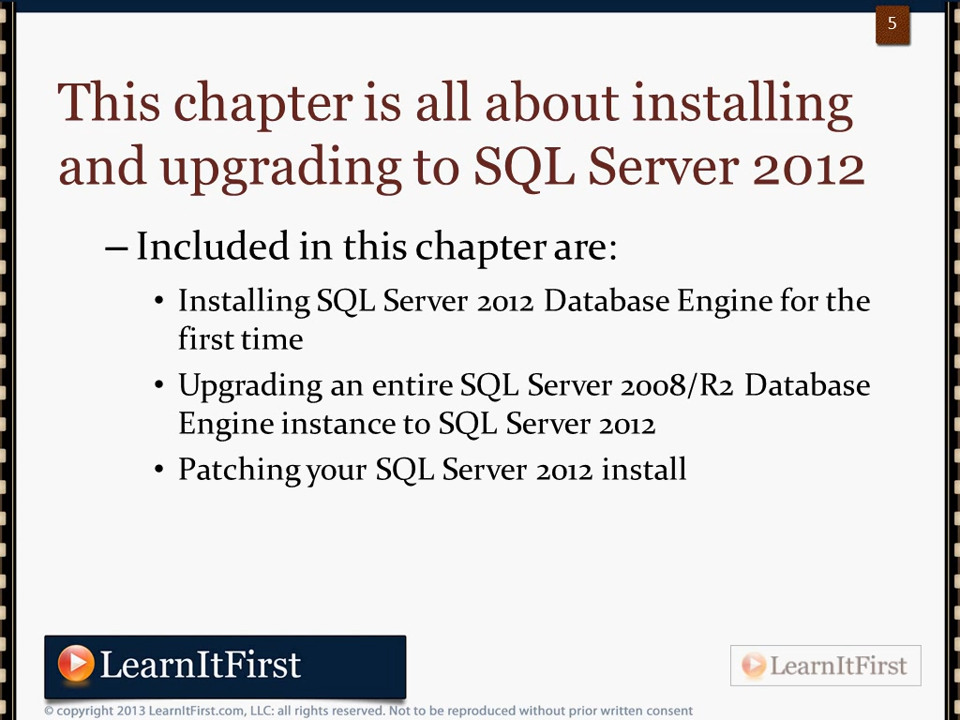 5
This chapter is all about installing
and upgrading to SQL Server 2012
– Included in this chapter are:
• Installing SQL Server 2012 Database Engine for the
first time
• Upgrading an entire SQL Server 2008/R2 Database
Engine instance to SQL Server 2012
• Patching your SQL Server 2012 install
LearnItFirst
LearnItFirst
© copyright 2013 LearnItFirst.com, LLC: all rights reserved. Not to be reproduced without prior written consent